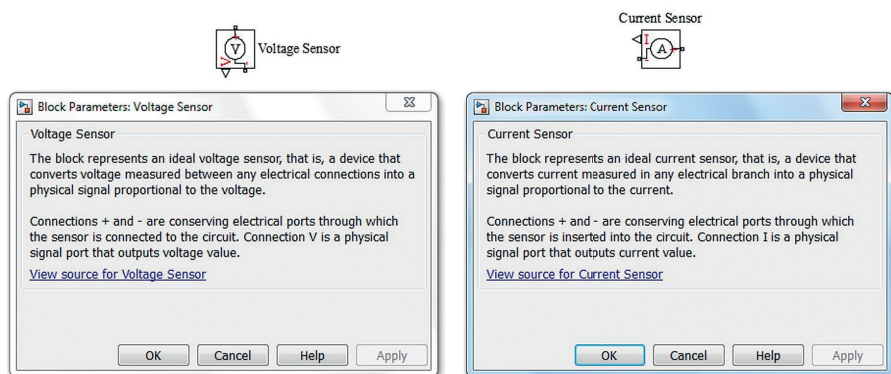 Current Sensor
V
Voltage Sensor
V
I
A
Block Parameters: Voltage Sensor
Voltage Sensor
The block represents an ideal voltage sensor, that is, a device that
converts voltage measured between any electrical connections into a
physical signal proportional to the voltage.
Connections + and - are conserving electrical ports through which
the sensor is connected to the circuit. Connection V is a physical
signal port that outputs voltage value.
View source for Voltage Sensor
OK Cancel Help Apply
Block Parameters: Current Sensor
Current Sensor
The block represents an ideal current sensor, that is, a device that
converts current measured in any electrical branch into a physical
signal proportional to the current.
Connections + and - are conserving electrical ports through which
the sensor is inserted into the circuit. Connection I is a physical
signal port that outputs current value.
View source for Current Sensor
OK Cancel Help Apply